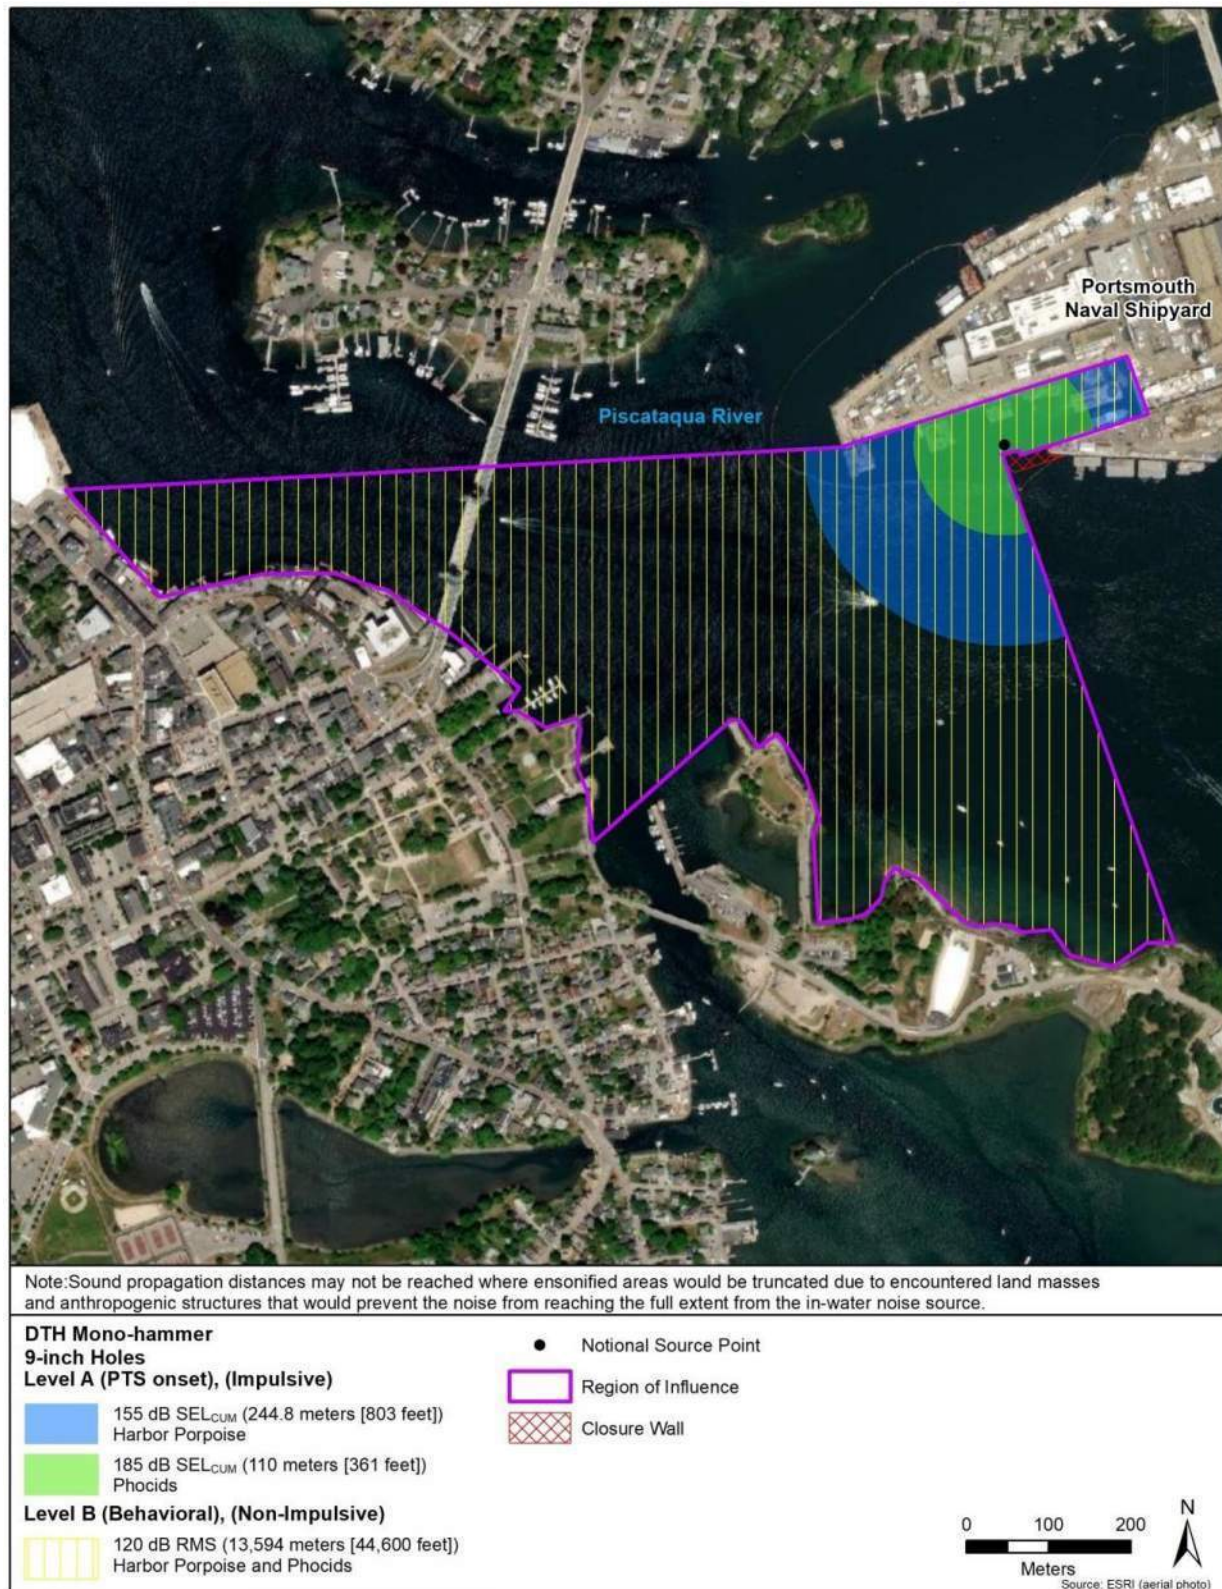 Portsmouth
Naval Shipyard
Piscataqua River
Note:Sound propagation distances may not be reached where ensonified areas would be truncated due to encountered land masses
and anthropogenic structures that would prevent the noise from reaching the full extent from the in-water noise source.
DTH Mono-hammer
9-inch Holes
Level A (PTS onset), (Impulsive)
155 dB SELCUM (244.8 meters [803 feet])
Harbor Porpoise
185 dB SELCUM (110 meters [361 feet])
Phocids
Level B (Behavioral), (Non-Impulsive)
120 dB RMS (13,594 meters [44,600 feet])
Harbor Porpoise and Phocids
Notional Source Point
Region of Influence
Closure Wall
N
0 100 200
Meters
Source: ESRI (aerial photo)